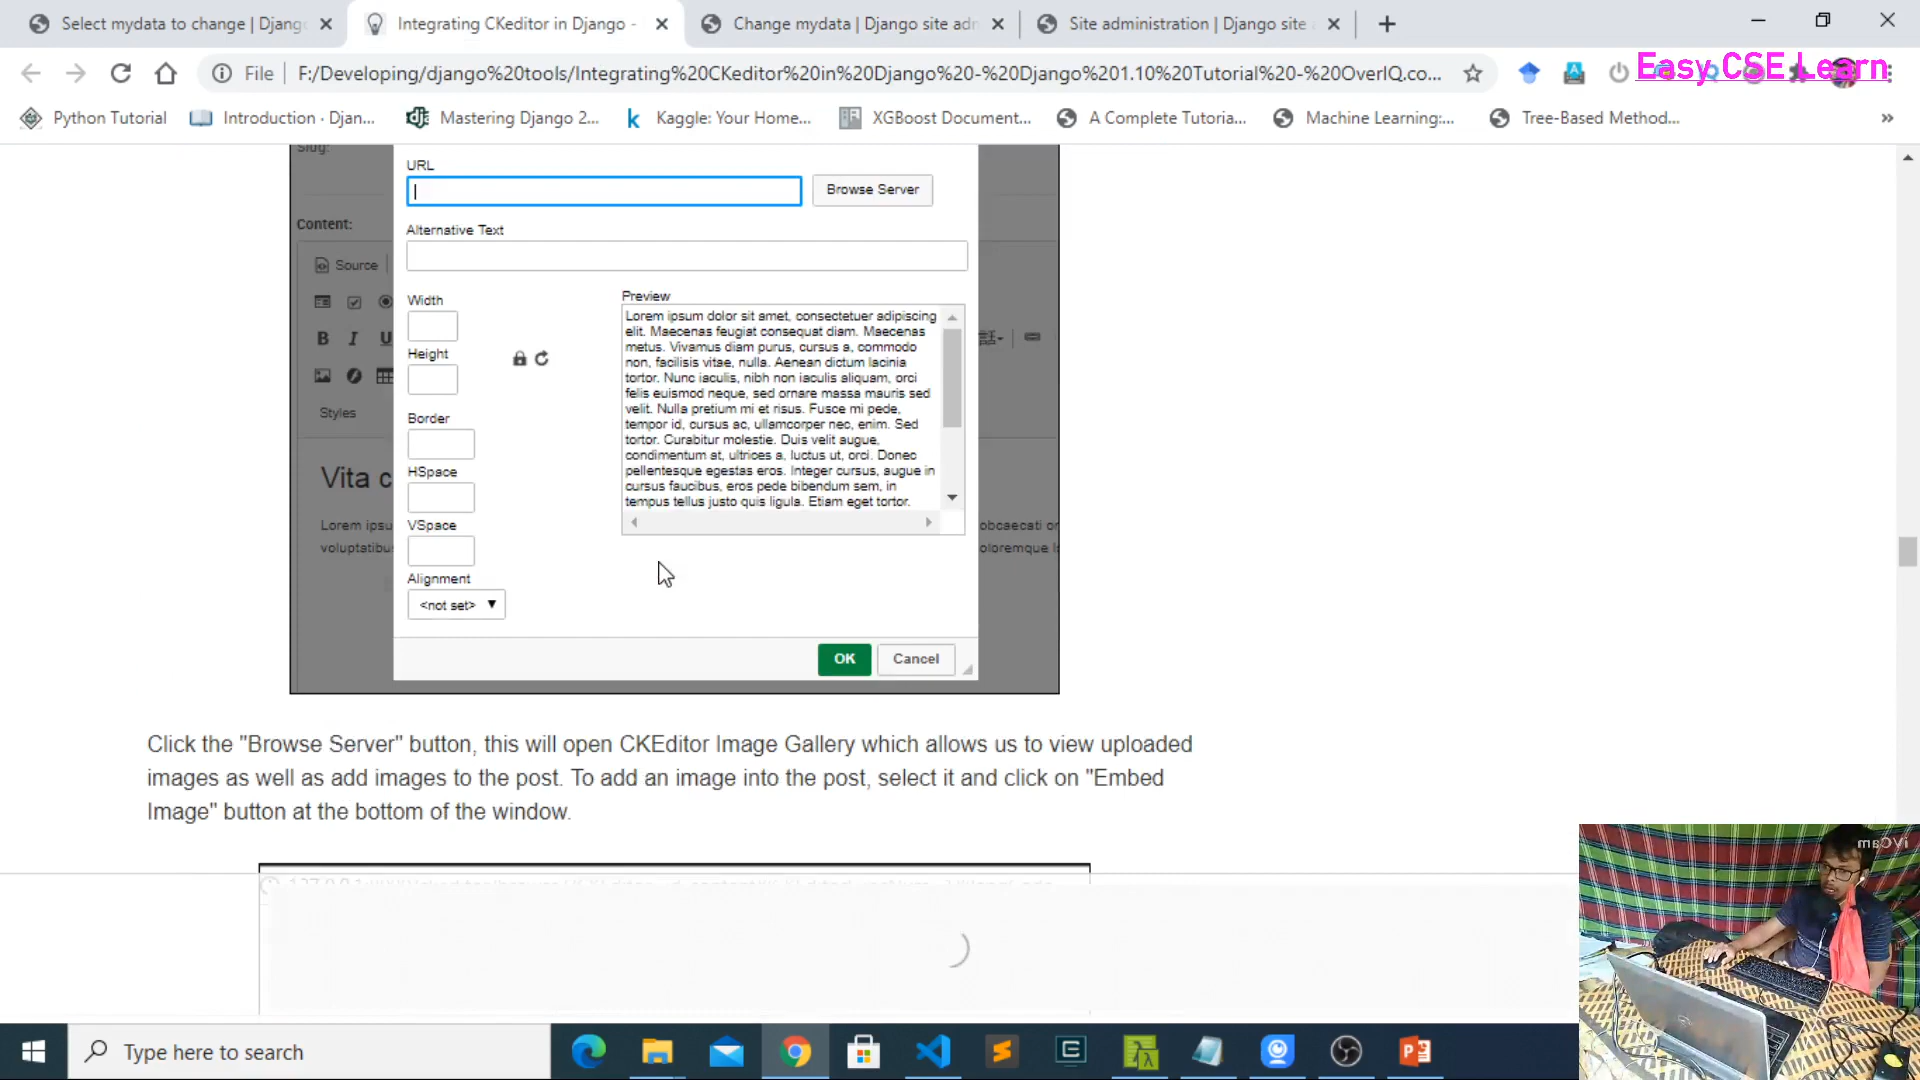 Select mydata to change | Djang
Integrating CKeditor in Django -
Change mydata | Django site adn
Site administration | Django site
File
F:/Developing/django%20tools/Integrating%20CKeditor%20in%20Django%20-%20Django%201.10%20Tutorial%20-%20OverIQ.co...
Easy CSE Learn
Python Tutorial
Introduction · Djan...
Mastering Django 2...
Kaggle: Your Home...
XGBoost Document...
A Complete Tutoria...
Machine Learning:...
Tree-Based Method...
»
Slug:
URL
Browse Server
Content:
Alternative Text
Source
Width
Preview
Lorem ipsum dolor sit amet, consectetuer adipiscing
elit. Maecenas feugiat consequat diam. Maecenas
metus. Vivamus diam purus, cursus a, commodo
non, facilisis vitae, nulla. Aenean dictum lacinia
tortor. Nunc iaculis, nibh non iaculis aliquam, orci
felis euismod neque, sed ornare massa mauris sed
velit. Nulla pretium mi et risus. Fusce mi pede,
tempor id, cursus ac, ullamcorper nec, enim. Sed
tortor. Curabitur molestie. Duis velit augue,
condimentum at, ultrices a, luctus ut, orci. Donec
pellentesque egestas eros. Integer cursus, augue in
cursus faucibus, eros pede bibendum sem, in
tempus tellus justo quis ligula. Etiam eget tortor.
B I U
Height
Styles
Border
HSpace
Vita c
VSpace
Lorem ipsu
obcaecati or
voluptatibus
oloremque l
Alignment
<not set>
OK
Cancel
Click the "Browse Server" button, this will open CKEditor Image Gallery which allows us to view uploaded
images as well as add images to the post. To add an image into the post, select it and click on "Embed
Image" button at the bottom of the window.
iVCam
Type here to search